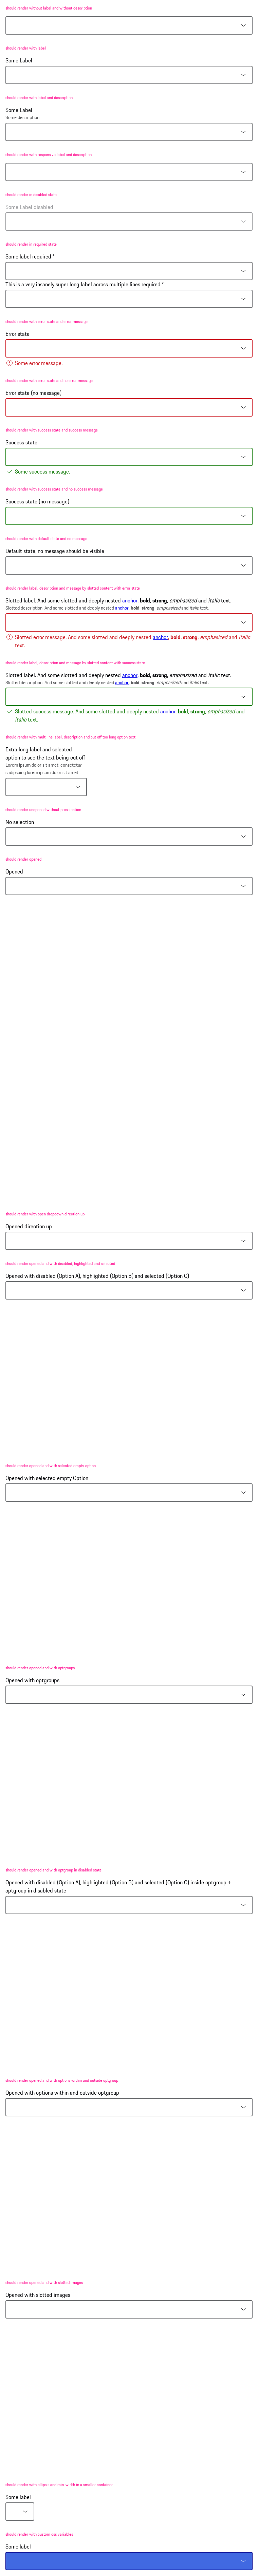 should render without label and without description
should render with label
Some Label
should render with label and description
Some Label
Some description
should render with responsive label and description
should render in disabled state
Some Label disabled
should render in required state
Some label required *
This is a very insanely super long label across multiple lines required *
should render with error state and error message
Error state
Some error message.
should render with error state and no error message
Error state (no message)
should render with success state and success message
Success state
Some success message.
should render with success state and no success message
Success state (no message)
should render with default state and no message
Default state, no message should be visible
should render label, description and message by slotted content with error state
Slotted label. And some slotted and deeply nested anchor, bold, strong, emphasized and italic text.
Slotted description. And some slotted and deeply nested anchor, bold, strong, emphasized and italic text.
Slotted error message. And some slotted and deeply nested anchor, bold, strong, emphasized and italic
text.
should render label, description and message by slotted content with success state
Slotted label. And some slotted and deeply nested anchor, bold, strong, emphasized and italic text.
Slotted description. And some slotted and deeply nested anchor, bold, strong, emphasized and italic text.
Slotted success message. And some slotted and deeply nested anchor, bold, strong, emphasized and
italic text.
should render with multiline label, description and cut off too long option text
Extra long label and selected
option to see the text being cut off
Lorem ipsum dolor sit amet, consetetur
sadipscing lorem ipsum dolor sit amet
should render unopened without preselection
No selection
should render opened
Opened
should render with open dropdown direction up
Opened direction up
should render opened and with disabled, highlighted and selected
Opened with disabled (Option A), highlighted (Option B) and selected (Option C)
should render opened and with selected empty option
Opened with selected empty Option
should render opened and with optgroups
Opened with optgroups
should render opened and with optgroup in disabled state
Opened with disabled (Option A), highlighted (Option B) and selected (Option C) inside optgroup +
optgroup in disabled state
should render opened and with options within and outside optgroup
Opened with options within and outside optgroup
should render opened and with slotted images
Opened with slotted images
should render with ellipsis and min-width in a smaller container
Some label
should render with custom css variables
Some label